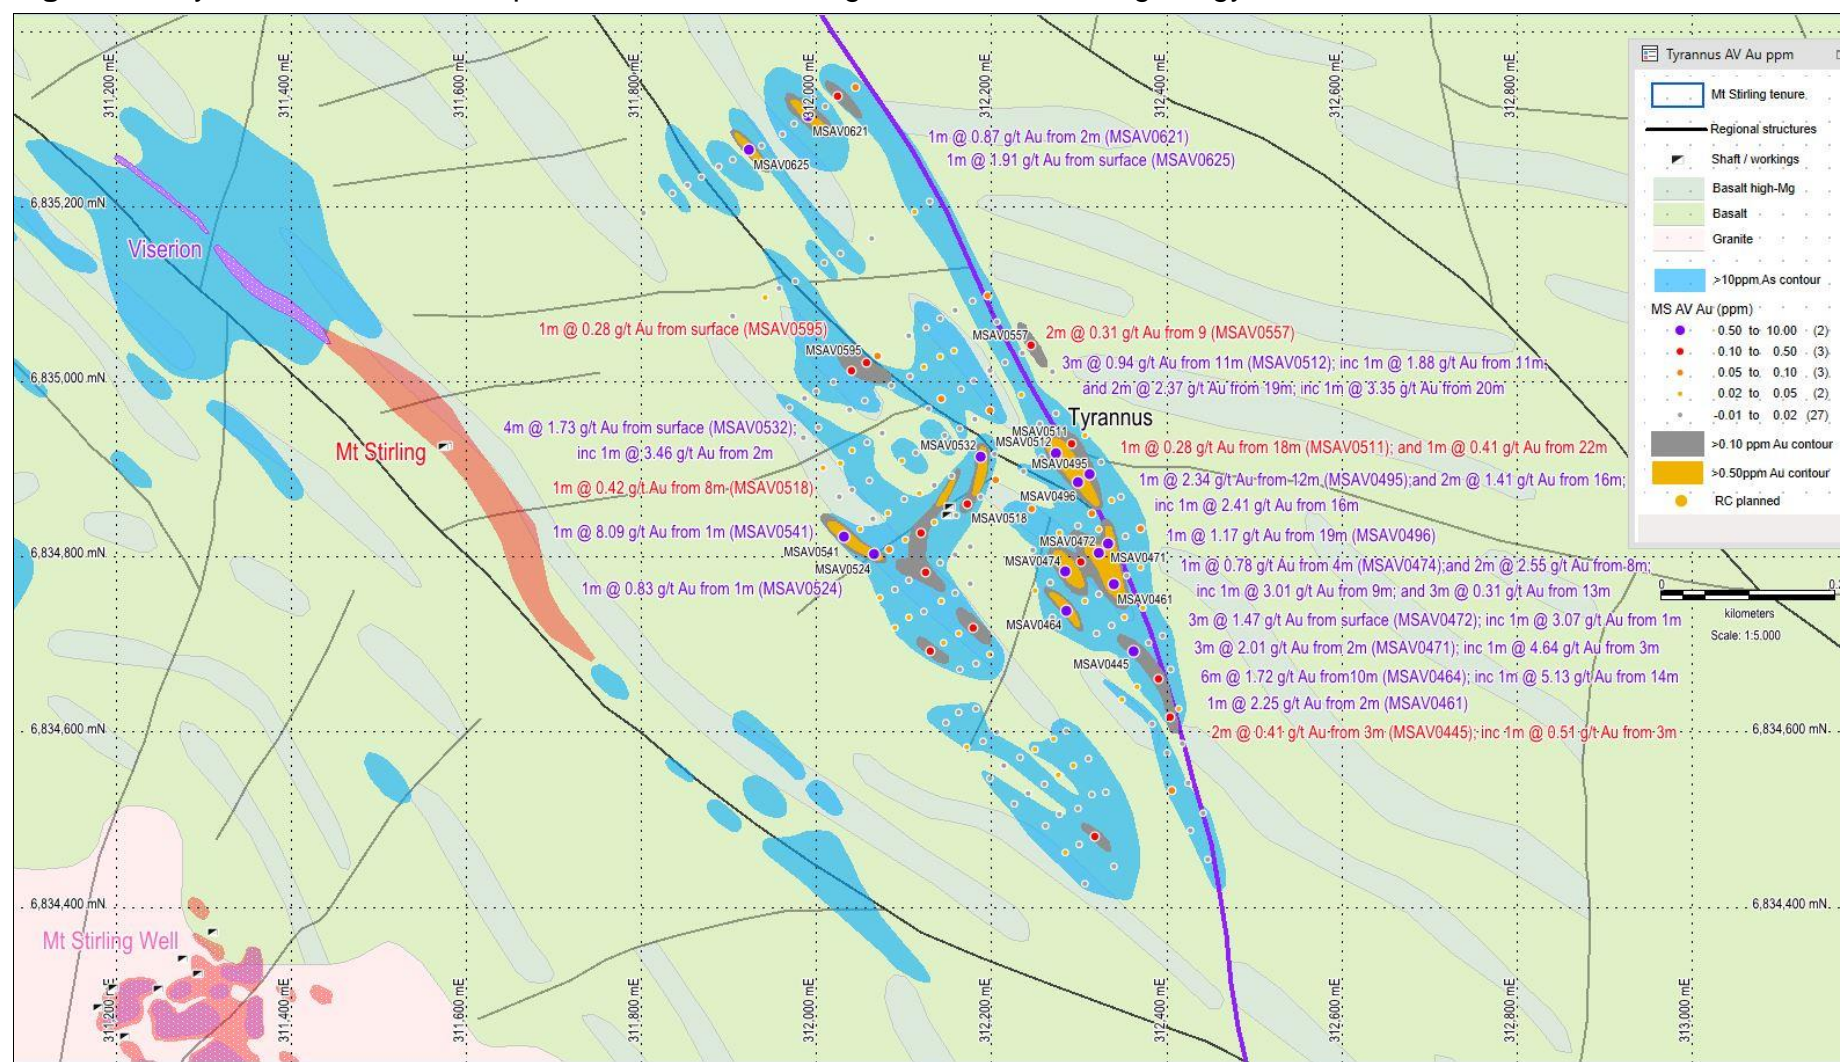 311,200 mE
311,400 mE
311,600 mE
311,800 mE
312,000 mE
312,200 mE
312,400 mE
312,600 mE
312,800 mE
Tyrannus AV Au ppm
Mt Stirling tenure
Regional structures
Shaft / workings
Basalt high-Mg
Basalt
Granite
>10ppm As contour
MS AV Au (ppm)
0.50 to 10.00 (2)
0.10 to 0.50 (3)
0.05 to 0.10 (3)
0.02 to 0.05 (2)
-0.01 to 0.02 (27)
>0.10 ppm Au contour
>0.50ppm Au contour
RC planned
0
kilometers
Scale: 1:5,000
MSAV0621
MSAV0625
1m @ 0.87 g/t Au from 2m (MSAV0621)
1m @ 1.91 g/t Au from surface (MSAV0625)
6,835,200 mN
Viserion
1m @ 0.28 g/t Au from surface (MSAV0595)
MSAV0595
MSAV0557
2m @ 0.31 g/t Au from 9 (MSAV0557)
3m @ 0.94 g/t Au from 11m (MSAV0512); inc 1m @ 1.88 g/t Au from 11m;
and 2m @ 2.37 g/t Au from 19m; inc 1m @ 3.35 g/t Au from 20m
6,835,000 mN
Tyrannus
4m @ 1.73 g/t Au from surface (MSAV0532);
inc 1m @ 3.46 g/t Au from 2m
MSAV0532
MSAV0511
MSAV0512
1m @ 0.28 g/t Au from 18m (MSAV0511); and 1m @ 0.41 g/t Au from 22m
Mt Stirling
MSAV0495
1m @ 2.34 g/t Au from 12m (MSAV0495);and 2m @ 1.41 g/t Au from 16m;
inc 1m @ 2.41 g/t Au from 16m
1m @ 0.42 g/t Au from 8m (MSAV0518)
MSAV0496
MSAV0518
1m @ 8.09 g/t Au from 1m (MSAV0541)
1m @ 1.17 g/t Au from 19m (MSAV0496)
MSAV0541
MSAV0524
MSAV0472
MSAV0474
MSAV0471
6,834,800 mN
1m @ 0.78 g/t Au from 4m (MSAV0474);and 2m @ 2.55 g/t Au from 8m;
inc 1m @ 3.01 g/t Au from 9m; and 3m @ 0.31 g/t Au from 13m
1m @ 0.83 g/t Au from 1m (MSAV0524)
MSAV0461
MSAV0464
3m @ 1.47 g/t Au from surface (MSAV0472); inc 1m @ 3.07 g/t Au from 1m
3m @ 2.01 g/t Au from 2m (MSAV0471); inc 1m @ 4.64 g/t Au from 3m
MSAV0445
6m @ 1.72 g/t Au from10m (MSAV0464); inc 1m @ 5.13 g/t Au from 14m
1m @ 2.25 g/t Au from 2m (MSAV0461)
2m @ 0.41 g/t Au from 3m (MSAV0445); inc 1m @ 0.51 g/t Au from 3m
6,834,600 mN
6,834,600 mN
6,834,400 mN
6,834,400 mN
Mt Stirling Well
311,200 mE
311,400 mE
311,600 mE
311,800 mE
312,000 mE
312,200 mE
312,400 mE
312,600 mE
312,800 mE
313,000 mE